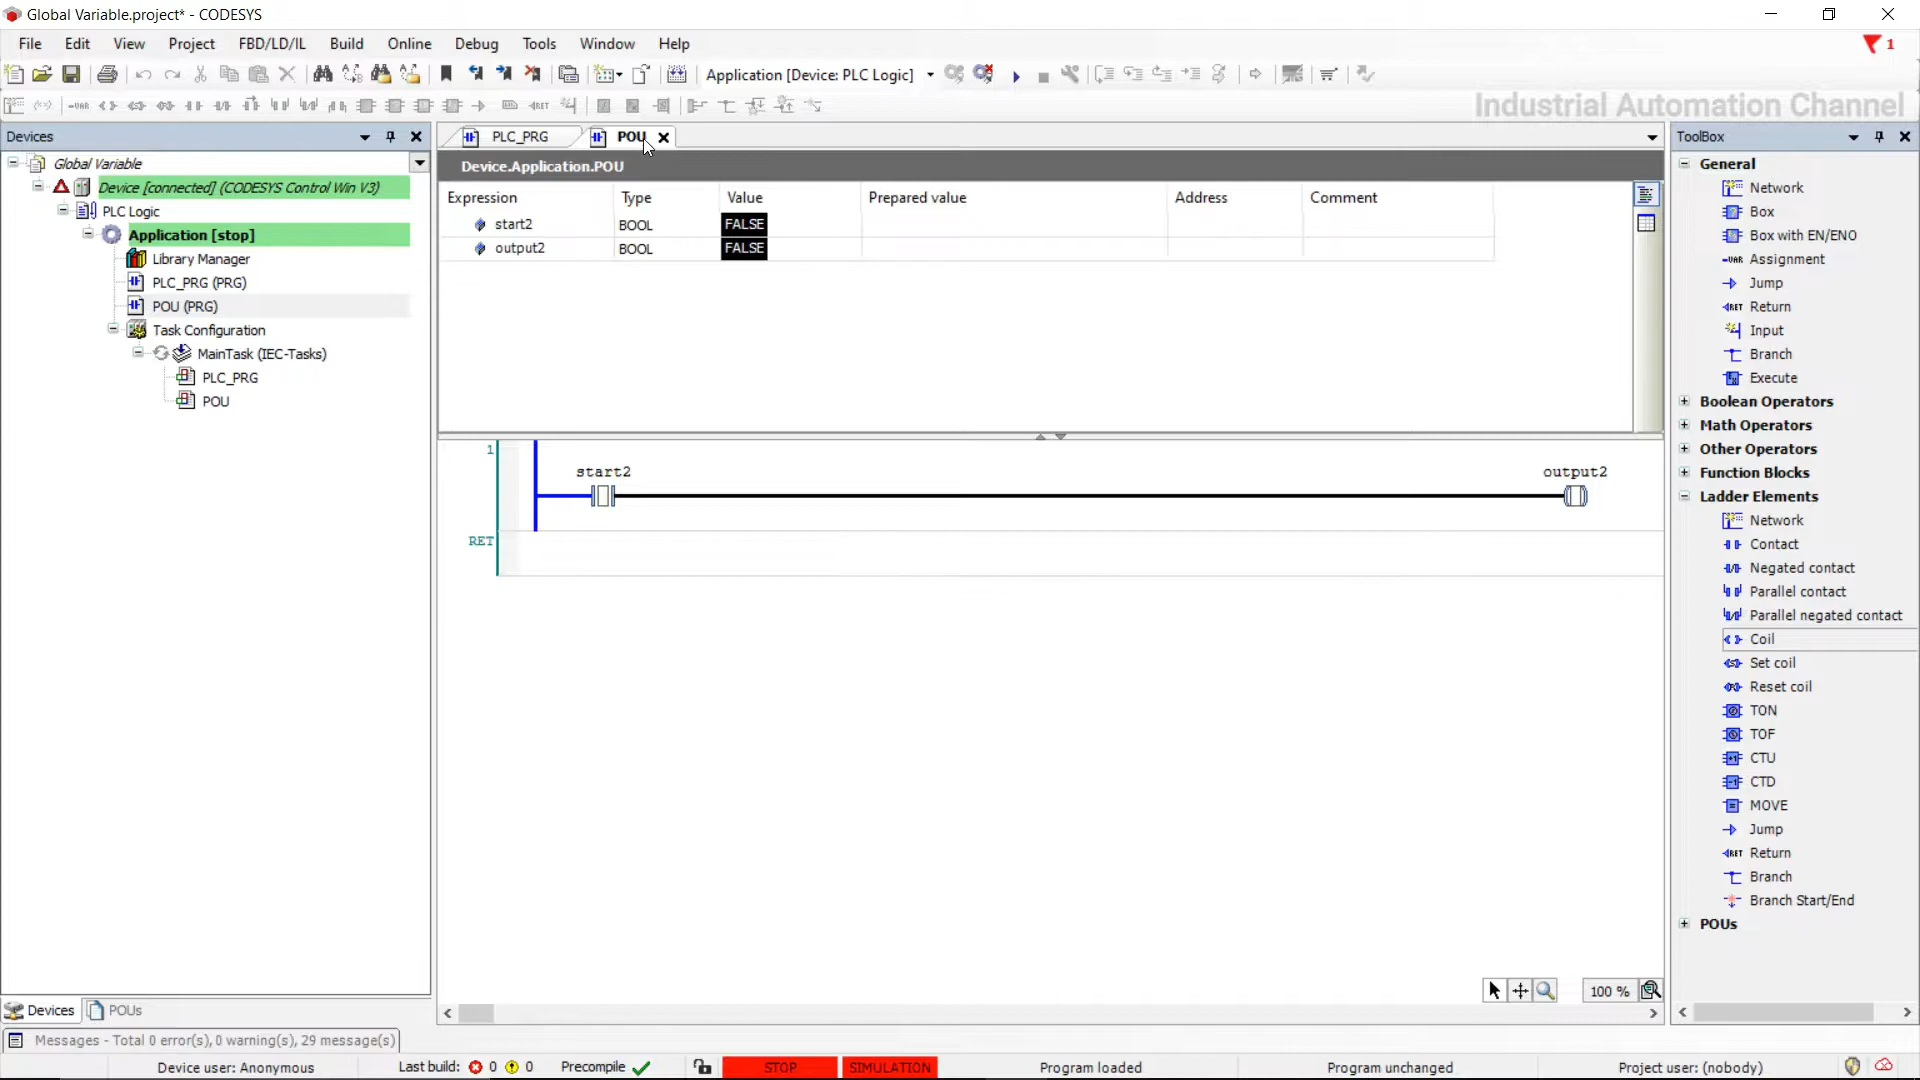 Global Variable.project* - CODESYS
File Edit View Project FBD/LD/IL Build Online Debug Tools Window Help
1
Application [Device: PLC Logic]
Industrial Automation Channel
Devices
Global Variable
Device [connected] (CODESYS Control Win V3)
PLC Logic
Application [stop]
Library Manager
PLC_PRG (PRG)
POU (PRG)
Task Configuration
MainTask (IEC-Tasks)
PLC_PRG
POU
Devices POUs
PLC_PRG POU
Device.Application.POU
Expression Type Value Prepared value Address Comment
start2 BOOL FALSE
output2 BOOL FALSE
1
start2 output2
RET
100 %
ToolBox
General
Network
Box
Box with EN/ENO
Assignment
Jump
Return
Input
Branch
Execute
Boolean Operators
Math Operators
Other Operators
Function Blocks
Ladder Elements
Network
Contact
Negated contact
Parallel contact
Parallel negated contact
Coil
Set coil
Reset coil
TON
TOF
CTU
CTD
MOVE
Jump
Return
Branch
Branch Start/End
POUs
Messages - Total 0 error(s), 0 warning(s), 29 message(s)
Device user: Anonymous Last build: 0 0 Precompile STOP SIMULATION Program loaded Program unchanged Project user: (nobody)